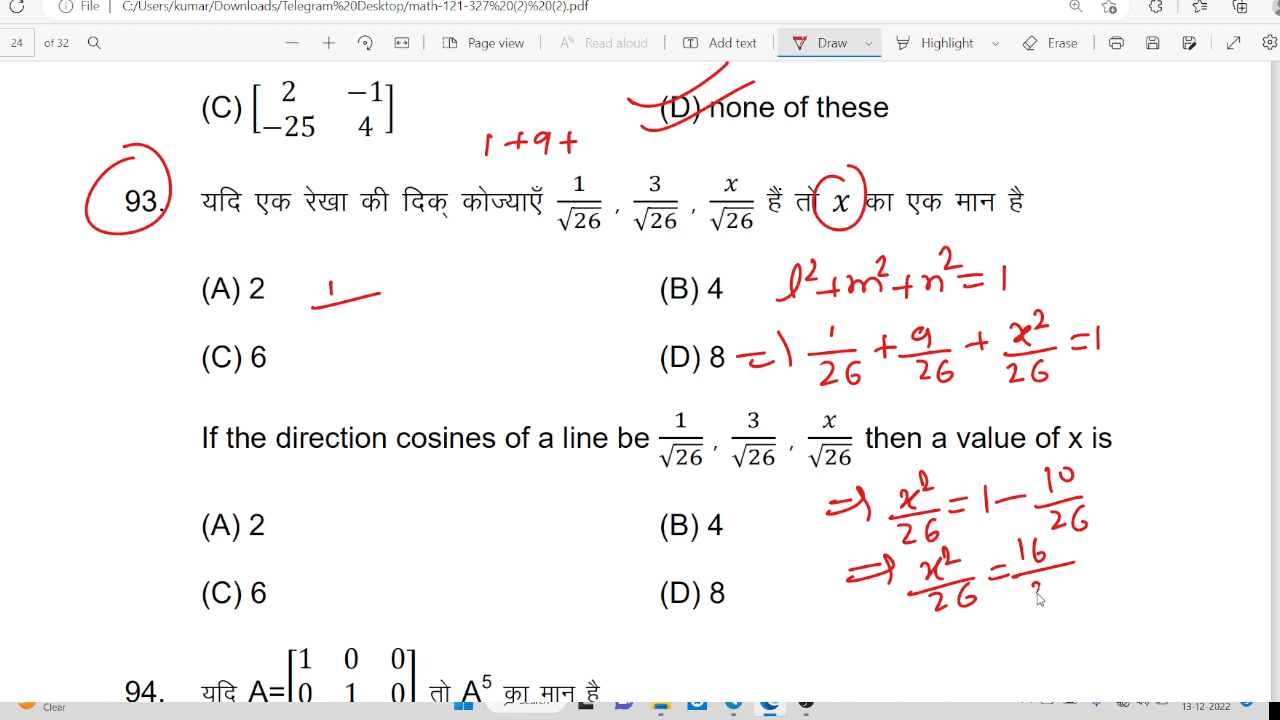 File C:/Users/kumar/Downloads/Telegram%20Desktop/math-121-327%20(2)%20(2).pdf
24 of 32 Page view Read aloud Add text Draw Highlight Erase
(C) [2 −1
−25 4] (D) none of these
1 + 9 +
93. यदि एक रेखा की दिक् कोज्याएँ 1/√26 , 3/√26 , x/√26 हैं तो x का एक मान है
(A) 2 1 (B) 4 l² + m² + n² = 1
(C) 6 (D) 8 => 1/26 + 9/26 + x²/26 = 1
If the direction cosines of a line be 1/√26 , 3/√26 , x/√26 then a value of x is
=> x²/26 = 1 − 10/26
(A) 2 (B) 4
=> x²/26 = 16/
(C) 6 (D) 8
94. यदि A= [1 0 0
0 1 0] तो A⁵ का मान है
Clear 13-12-2022